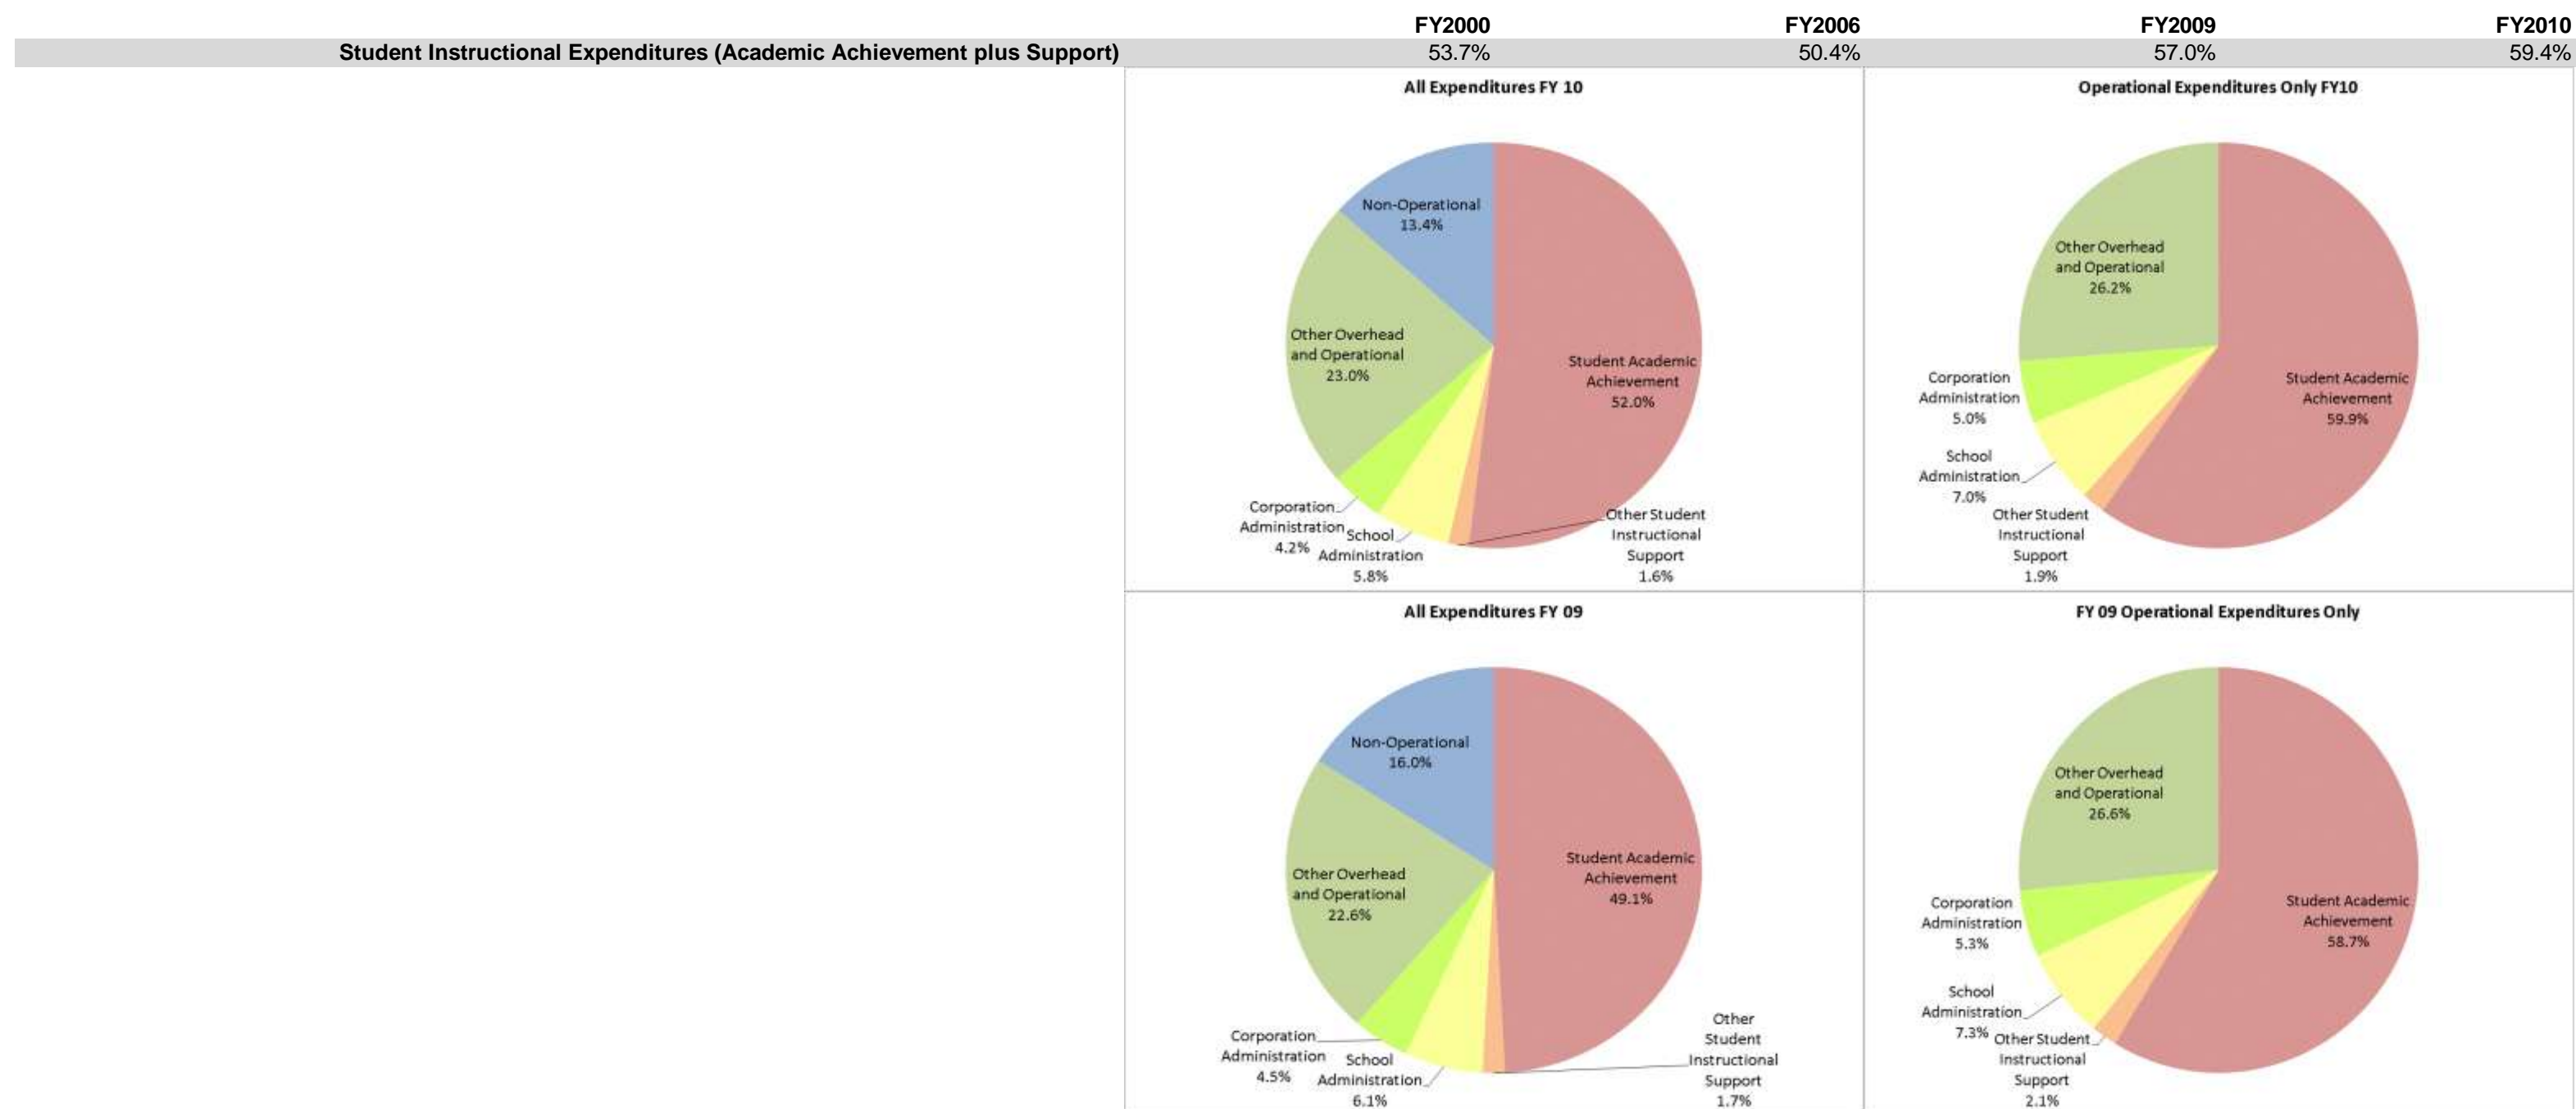 FY2000 FY2006 FY2009 FY2010
Student Instructional Expenditures (Academic Achievement plus Support) 53.7% 50.4% 57.0% 59.4%
All Expenditures FY 10
Non-Operational
13.4%
Other Overhead
and Operational
23.0%
Student Academic
Achievement
52.0%
Corporation
Administration
4.2%
School
Administration
5.8%
Other Student
Instructional
Support
1.6%
Operational Expenditures Only FY10
Other Overhead
and Operational
26.2%
Corporation
Administration
5.0%
Student Academic
Achievement
59.9%
School
Administration
7.0%
Other Student
Instructional
Support
1.9%
All Expenditures FY 09
Non-Operational
16.0%
Student Academic
Achievement
49.1%
Other Overhead
and Operational
22.6%
Corporation
Administration
4.5%
School
Administration
6.1%
Other
Student
Instructional
Support
1.7%
FY 09 Operational Expenditures Only
Other Overhead
and Operational
26.6%
Corporation
Administration
5.3%
Student Academic
Achievement
58.7%
School
Administration
7.3%
Other Student
Instructional
Support
2.1%